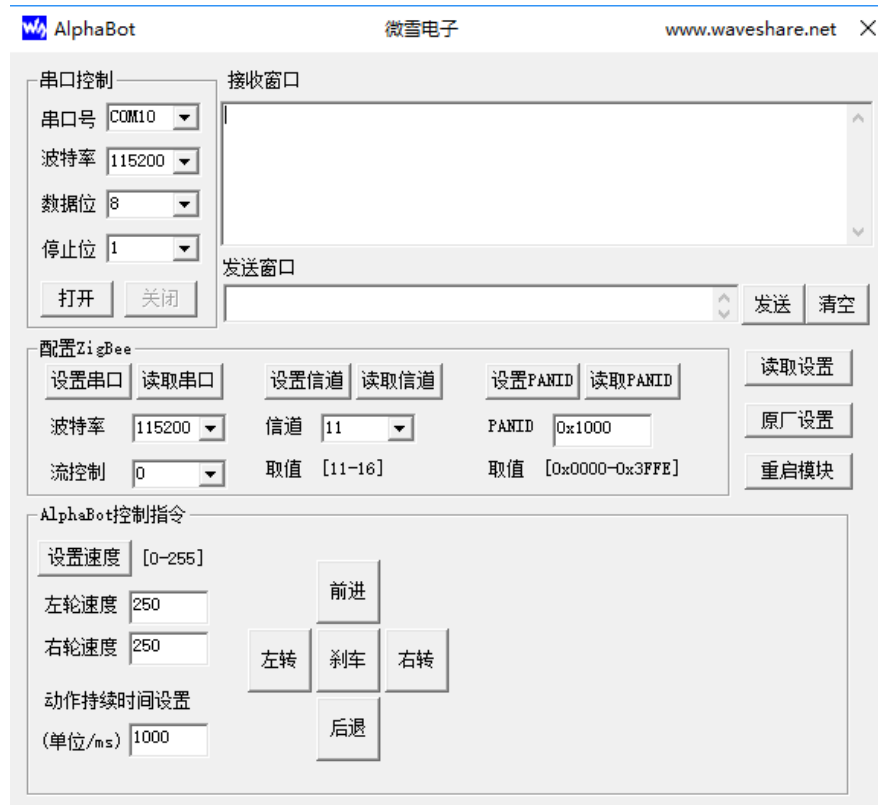 AlphaBot 微雪电子 www.waveshare.net
串口控制
串口号 COM10
波特率 115200
数据位 8
停止位 1
打开 关闭
接收窗口
发送窗口
发送 清空
配置ZigBee
设置串口 读取串口 设置信道 读取信道 设置PANID 读取PANID
波特率 115200 信道 11 PANID 0x1000
流控制 0 取值 [11-16] 取值 [0x0000-0x3FFE]
读取设置
原厂设置
重启模块
AlphaBot控制指令
设置速度 [0-255]
左轮速度 250
右轮速度 250
动作持续时间设置
(单位/ms) 1000
前进
左转 刹车 右转
后退